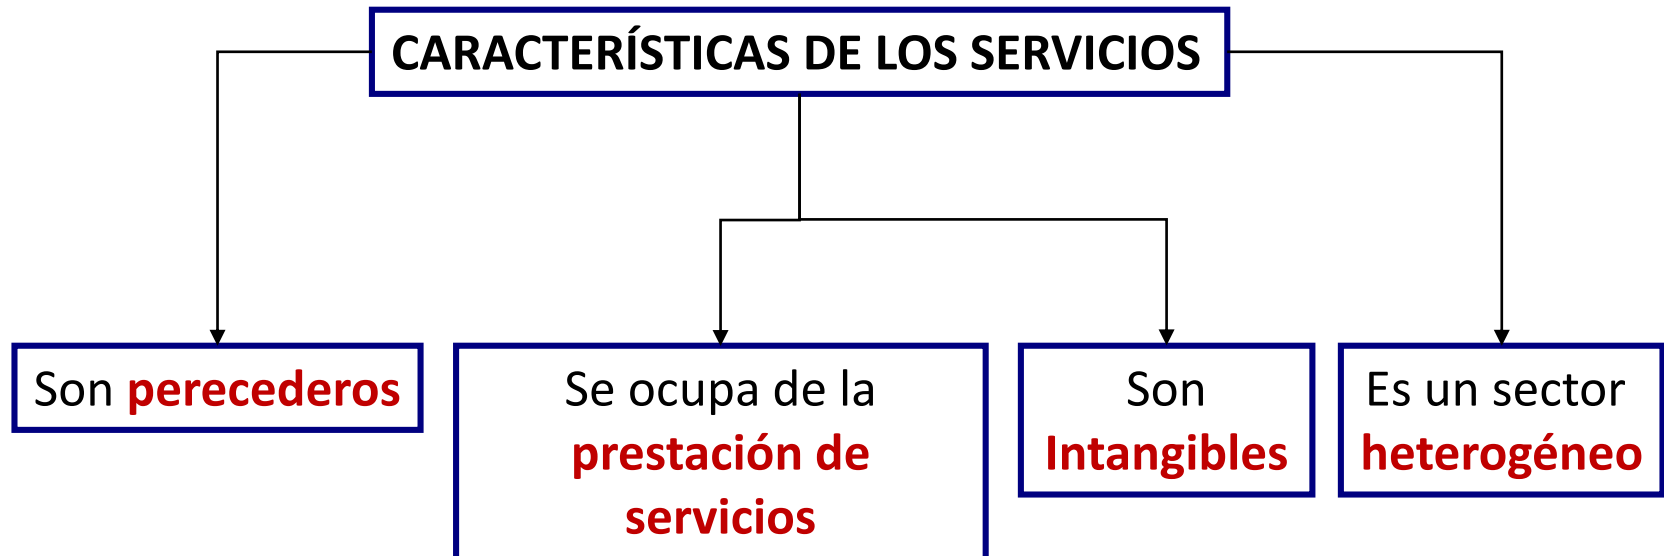 CARACTERÍSTICAS DE LOS SERVICIOS
Son perecederos
Se ocupa de la
prestación de
servicios
Son
Intangibles
Es un sector
heterogéneo